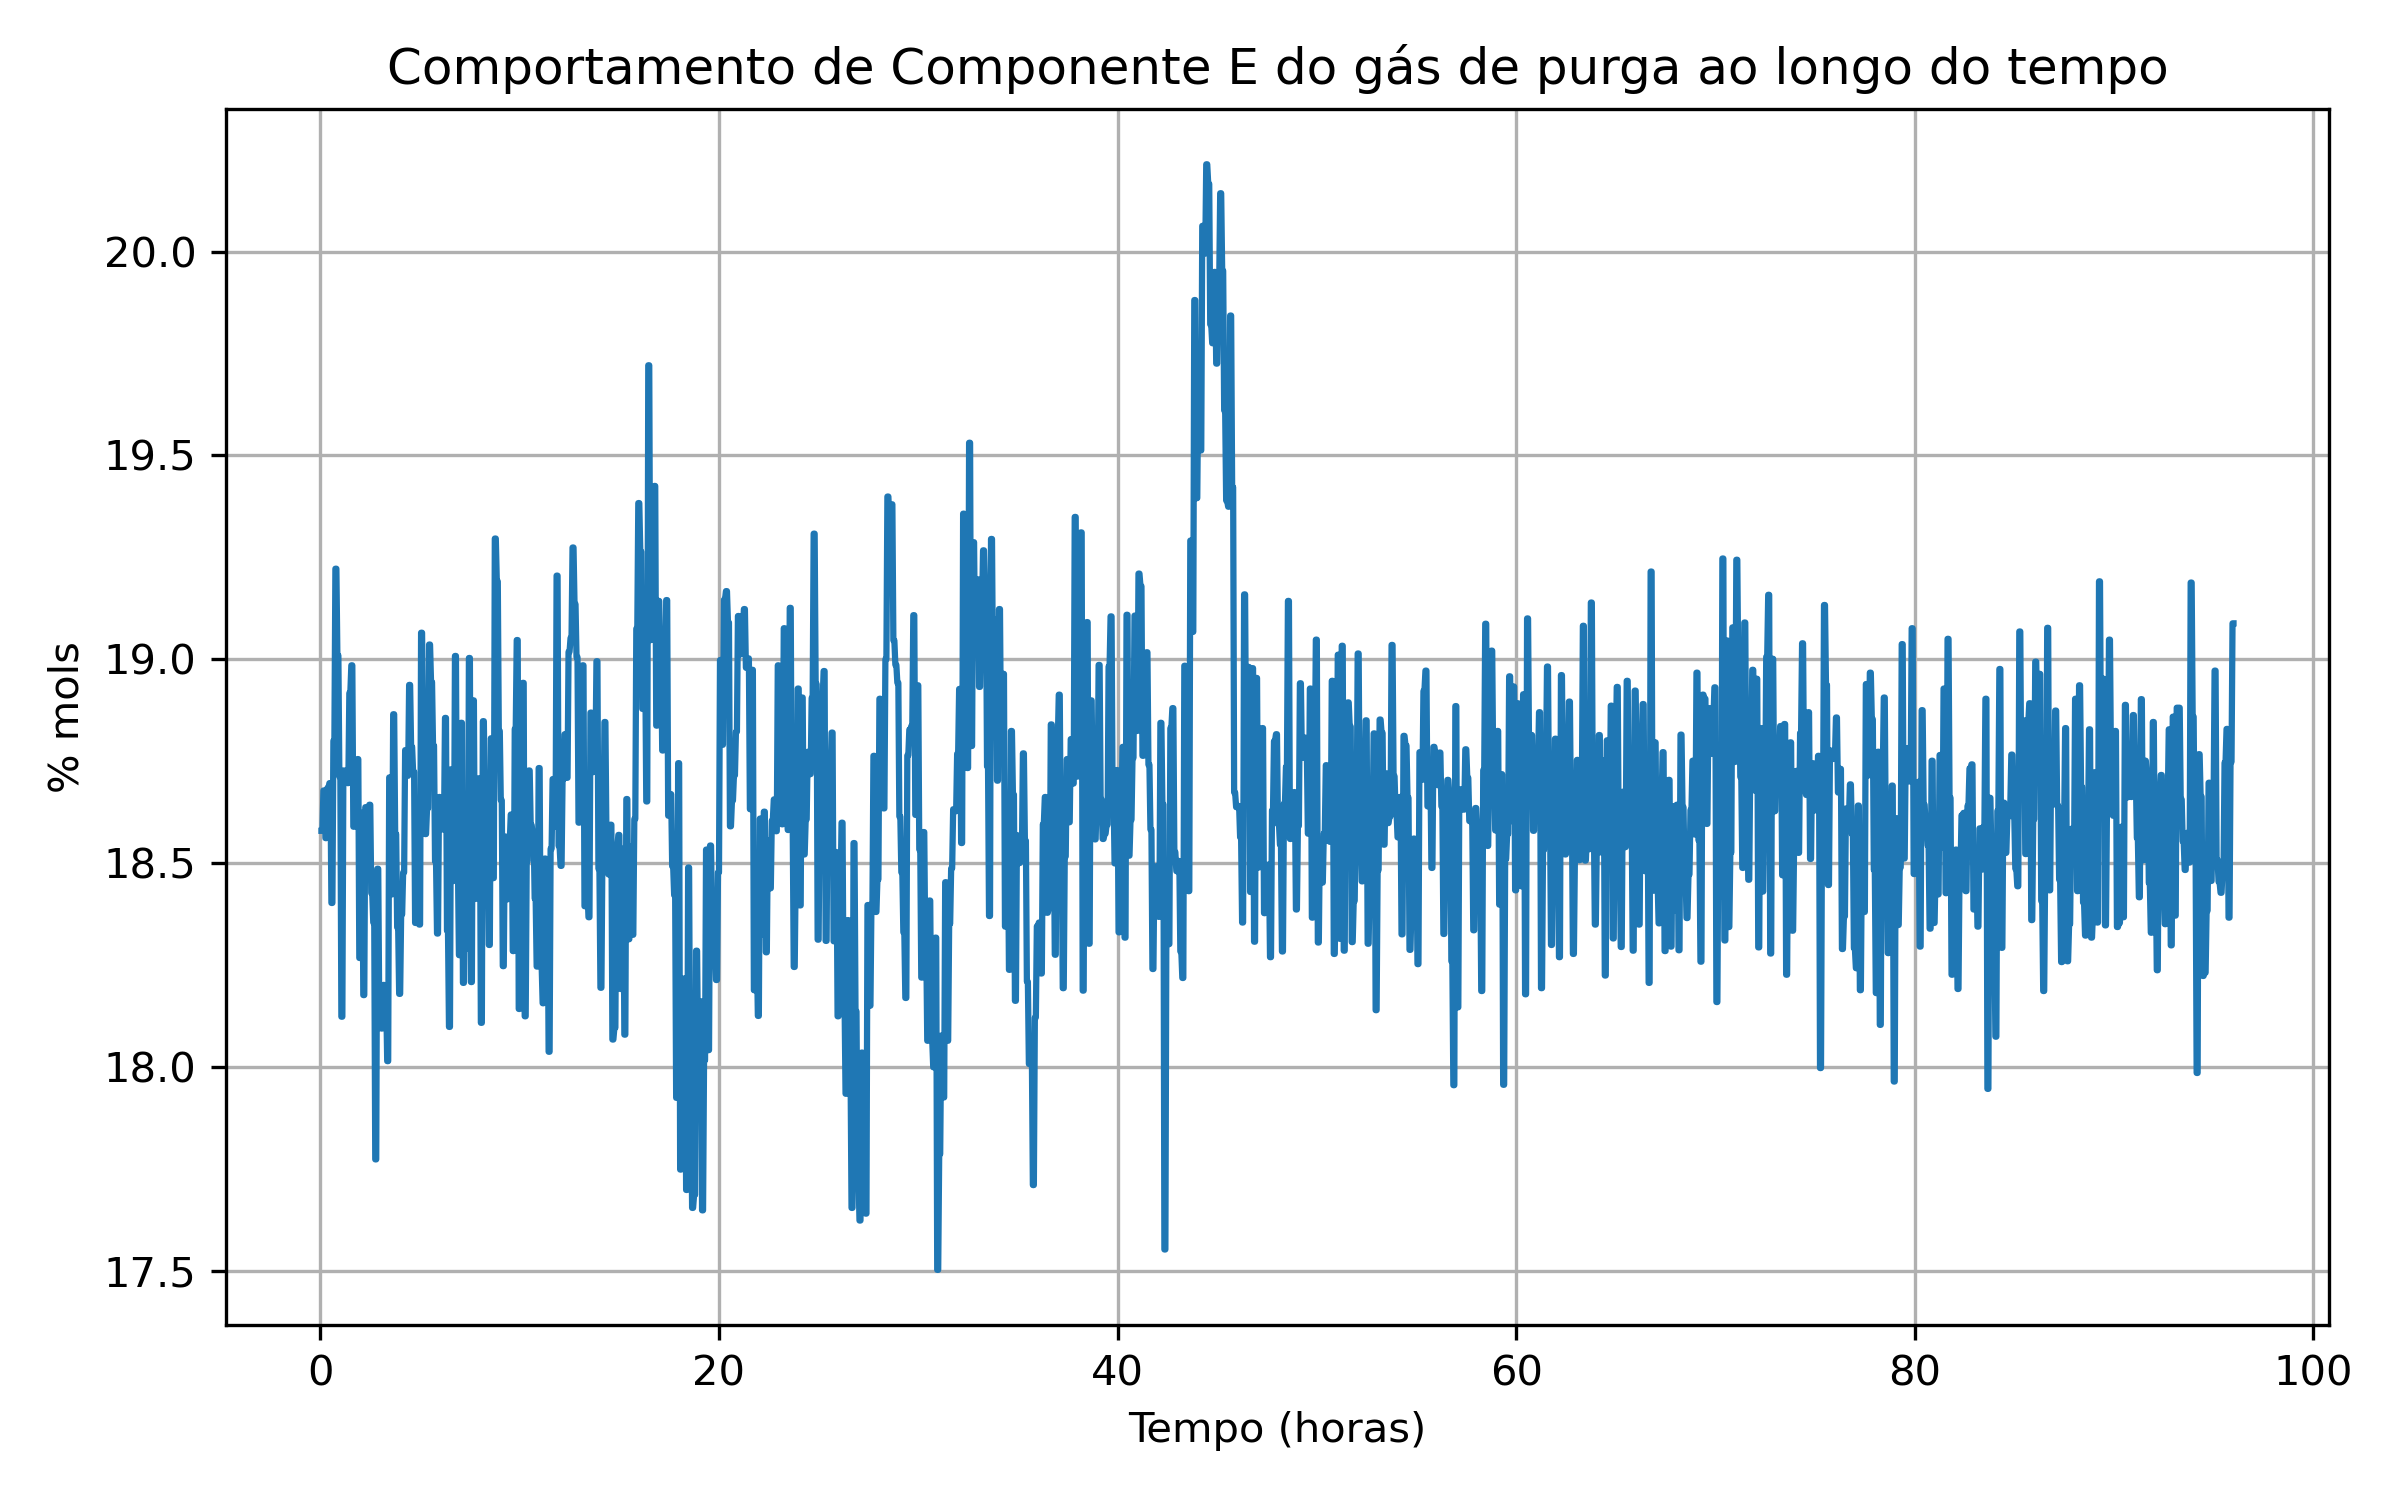 Comportamento de Componente E do gás de purga ao longo do tempo
% mols
20.0
19.5
19.0
18.5
18.0
17.5
0 20 40 60 80 100
Tempo (horas)